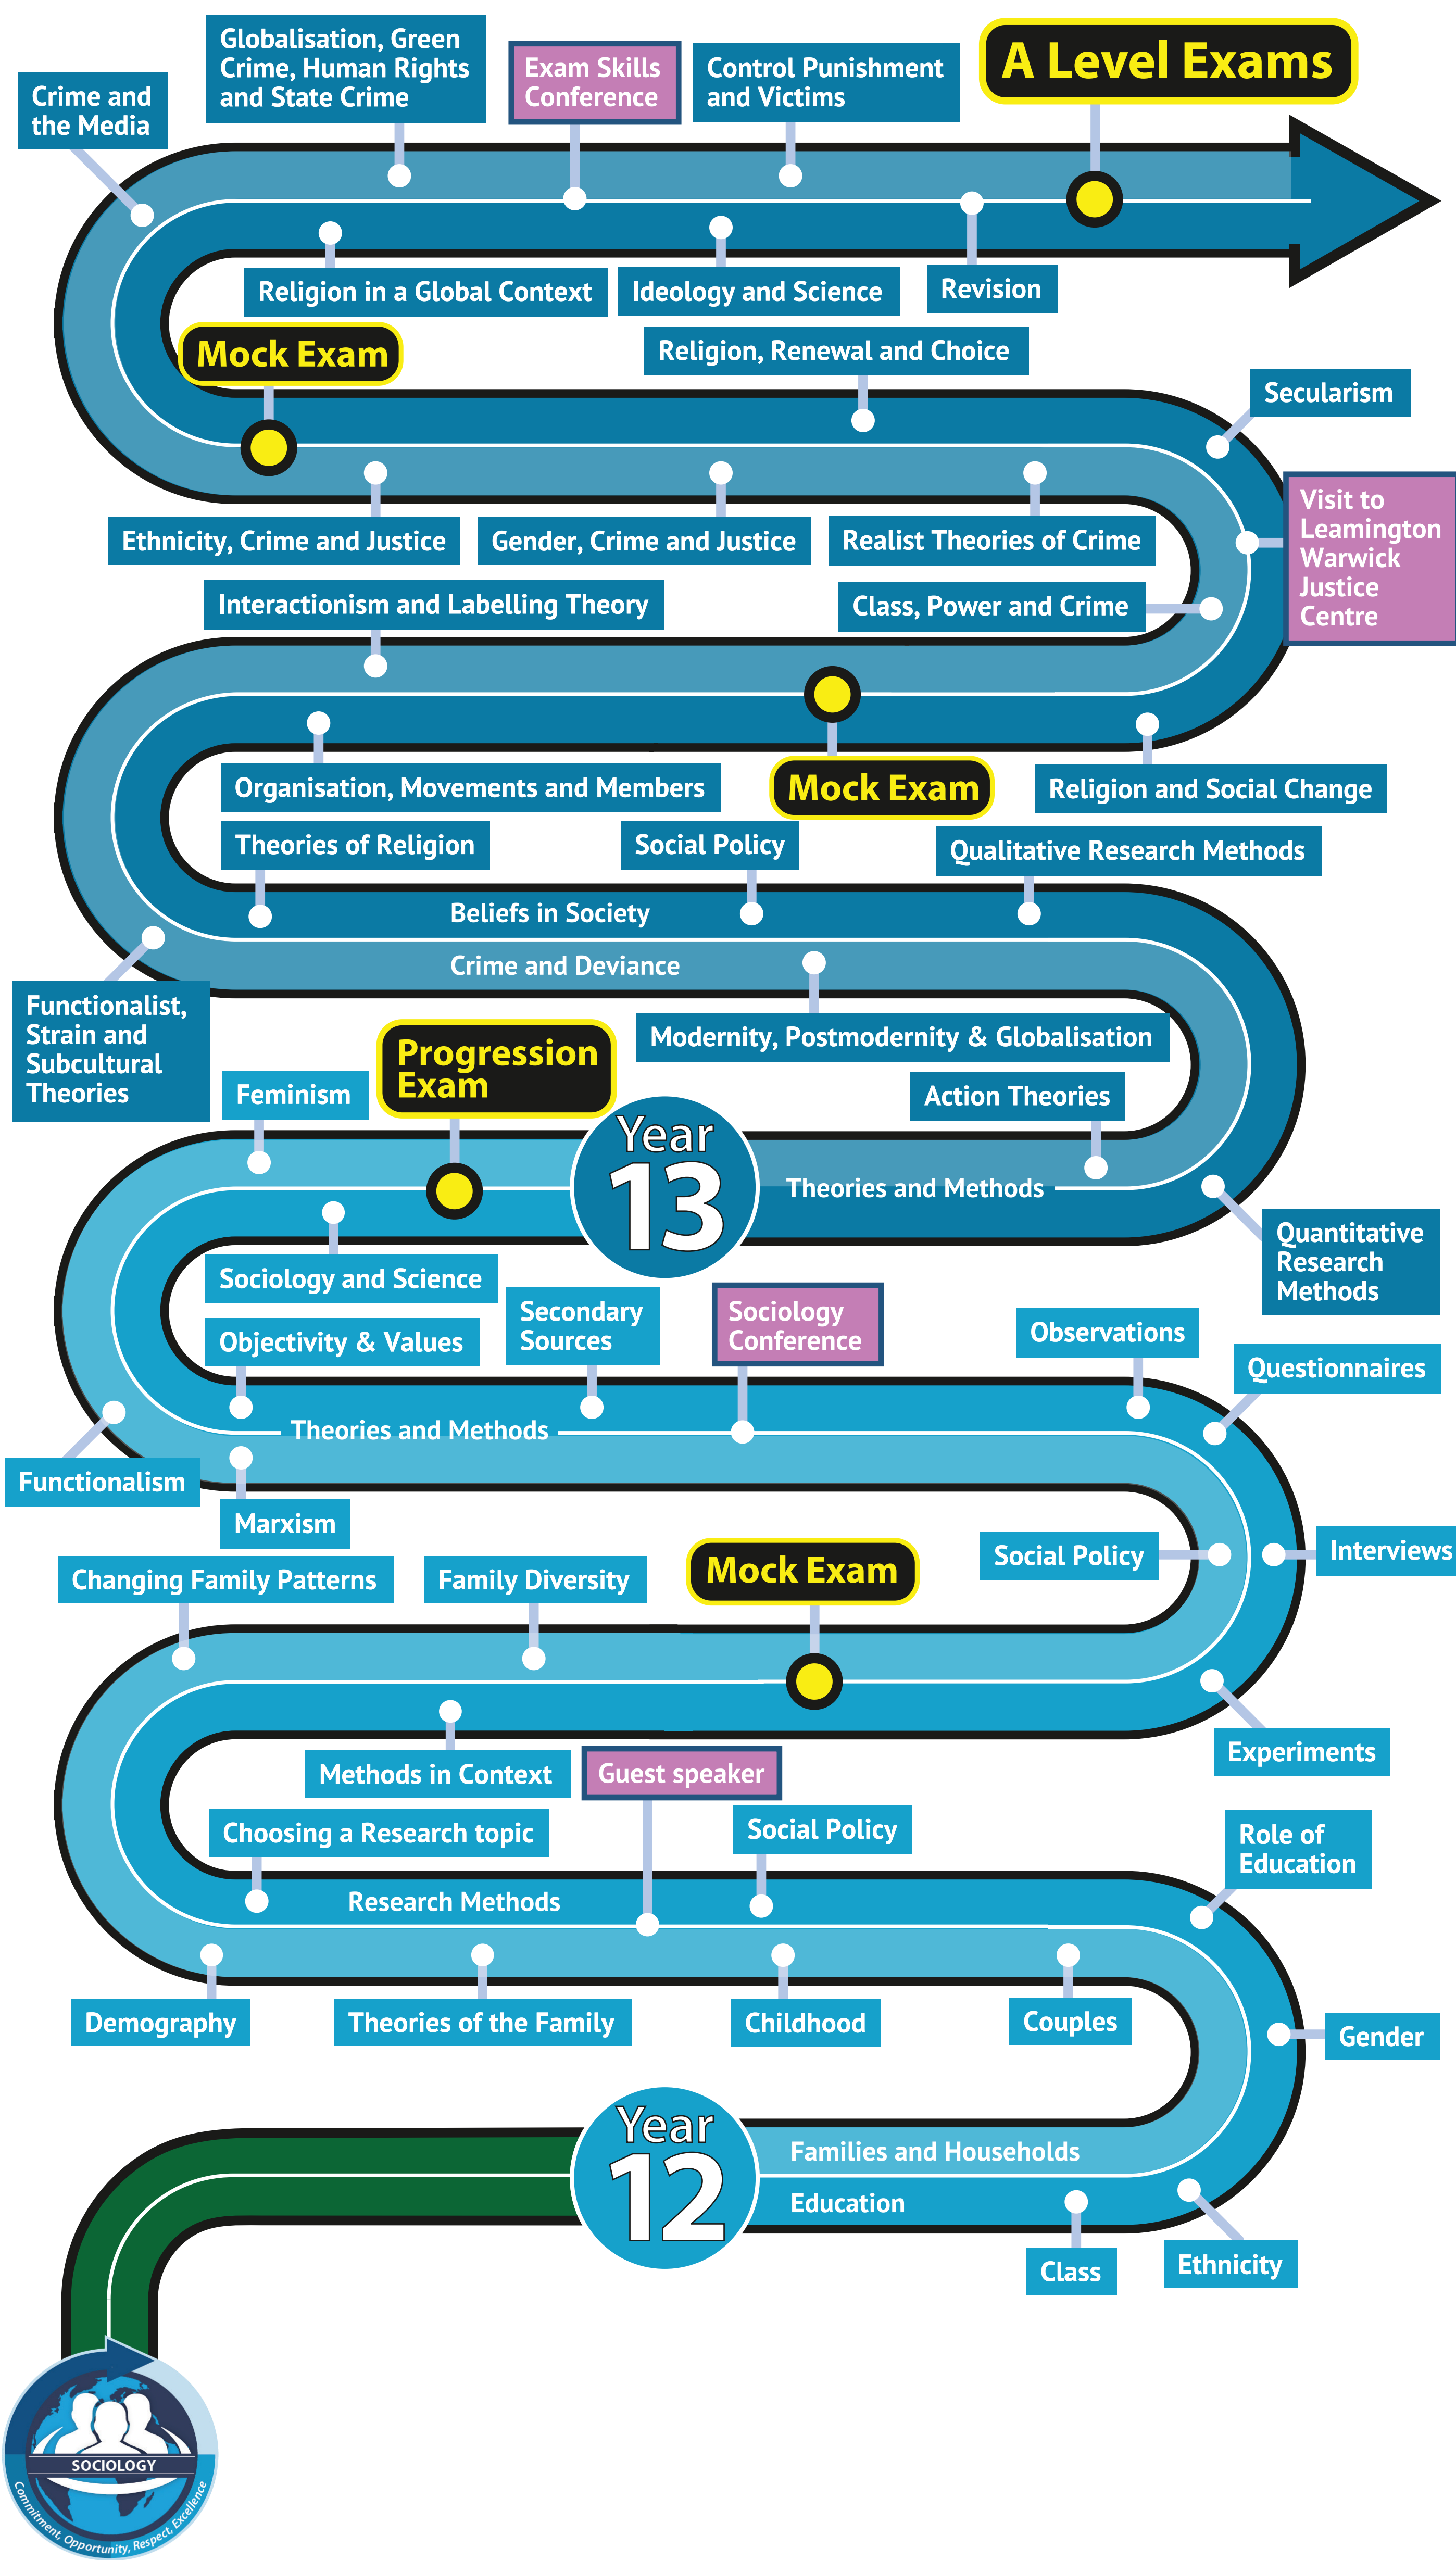 A Level Exams
Globalisation, Green
Crime, Human Rights
and State Crime
Exam Skills
Conference
Control Punishment
and Victims
Crime and
the Media
Religion in a Global Context
Ideology and Science
Revision
Mock Exam
Religion, Renewal and Choice
Secularism
Visit to
Leamington
Warwick
Justice
Centre
Ethnicity, Crime and Justice
Gender, Crime and Justice
Realist Theories of Crime
Interactionism and Labelling Theory
Class, Power and Crime
Organisation, Movements and Members
Mock Exam
Religion and Social Change
Theories of Religion
Social Policy
Qualitative Research Methods
Beliefs in Society
Crime and Deviance
Functionalist,
Strain and
Subcultural
Theories
Modernity, Postmodernity & Globalisation
Progression
Exam
Feminism
Action Theories
Year
13
Theories and Methods
Quantitative
Research
Methods
Sociology and Science
Secondary
Sources
Sociology
Conference
Objectivity & Values
Observations
Questionnaires
Theories and Methods
Functionalism
Marxism
Social Policy
Interviews
Changing Family Patterns
Family Diversity
Mock Exam
Experiments
Methods in Context
Guest speaker
Choosing a Research topic
Social Policy
Role of
Education
Research Methods
Demography
Theories of the Family
Childhood
Couples
Gender
Year
12
Families and Households
Education
Class
Ethnicity
SOCIOLOGY
Commitment, Opportunity, Respect, Excellence